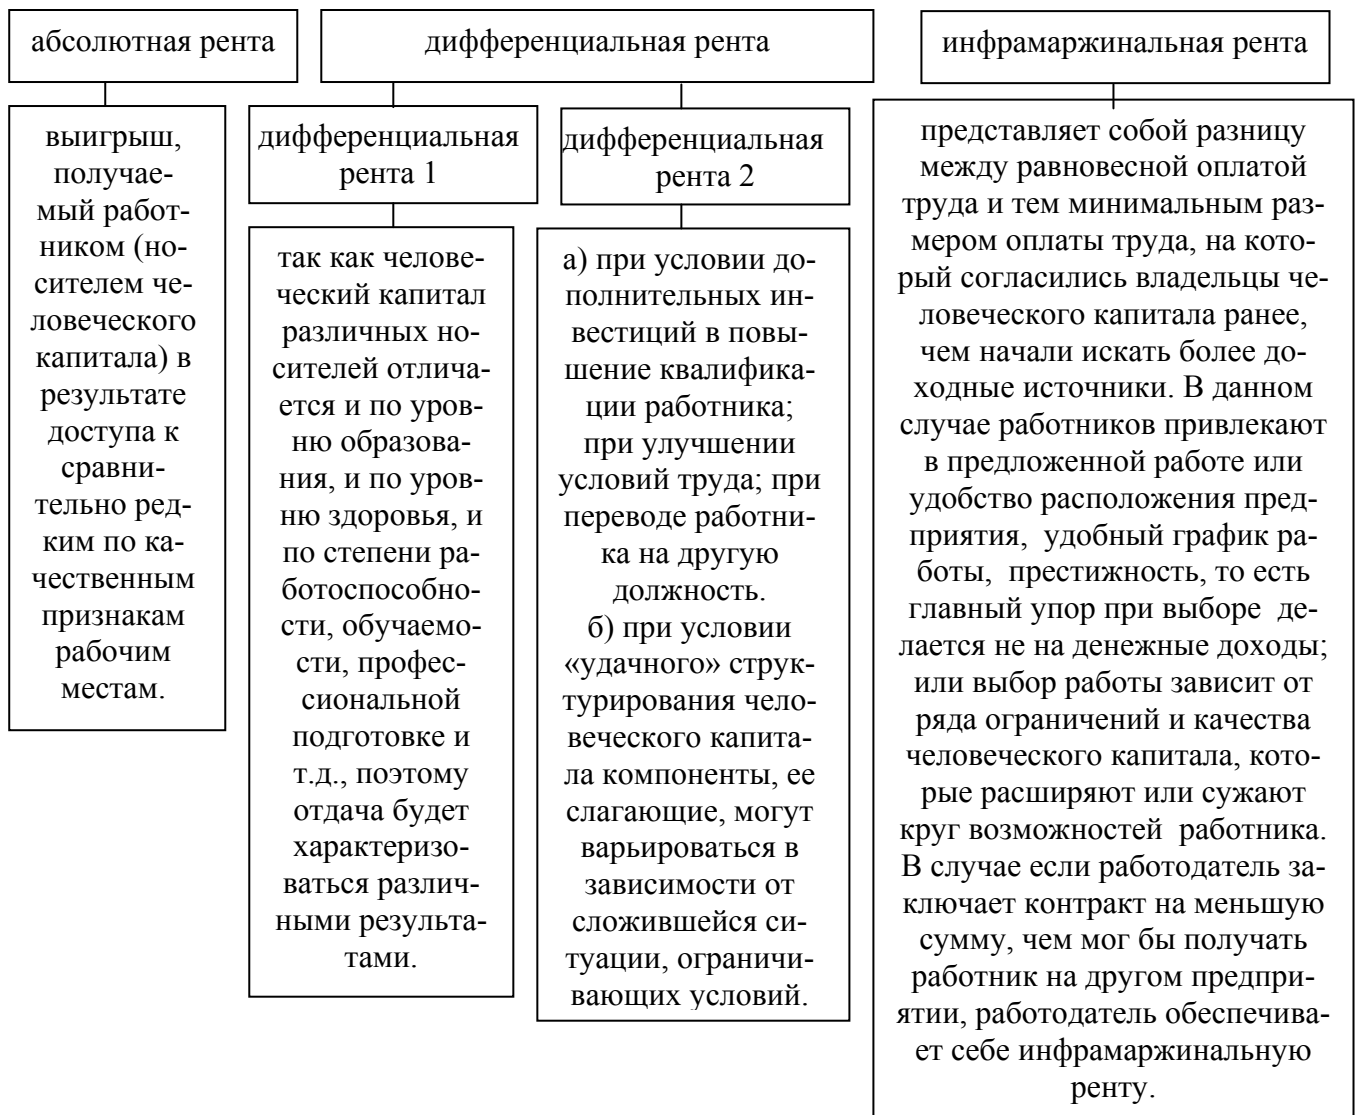 абсолютная рента
дифференциальная рента
инфрамаржинальная рента
выигрыш,
получае-
мый работ-
ником (но-
сителем че-
ловеческого
капитала) в
результате
доступа к
сравни-
тельно ред-
ким по ка-
чественным
признакам
рабочим
местам.
дифференциальная
рента 1
так как челове-
ческий капитал
различных но-
сителей отлича-
ется и по уров-
ню образова-
ния, и по уров-
ню здоровья, и
по степени ра-
ботоспособно-
сти, обучаемо-
сти, профес-
сиональной
подготовке и
т.д., поэтому
отдача будет
характеризо-
ваться различ-
ными результа-
тами.
дифференциальная
рента 2
а) при условии до-
полнительных ин-
вестиций в повы-
шение квалифика-
ции работника;
при улучшении
условий труда; при
переводе работни-
ка на другую
должность.
б) при условии
«удачного» струк-
турирования чело-
веческого капита-
ла компоненты, ее
слагающие, могут
варьироваться в
зависимости от
сложившейся си-
туации, ограничи-
вающих условий.
представляет собой разницу
между равновесной оплатой
труда и тем минимальным раз-
мером оплаты труда, на кото-
рый согласились владельцы че-
ловеческого капитала ранее,
чем начали искать более до-
ходные источники. В данном
случае работников привлекают
в предложенной работе или
удобство расположения пред-
приятия, удобный график ра-
боты, престижность, то есть
главный упор при выборе де-
лается не на денежные доходы;
или выбор работы зависит от
ряда ограничений и качества
человеческого капитала, кото-
рые расширяют или сужают
круг возможностей работника.
В случае если работодатель за-
ключает контракт на меньшую
сумму, чем мог бы получать
работник на другом предпри-
ятии, работодатель обеспечива-
ет себе инфрамаржинальную
ренту.